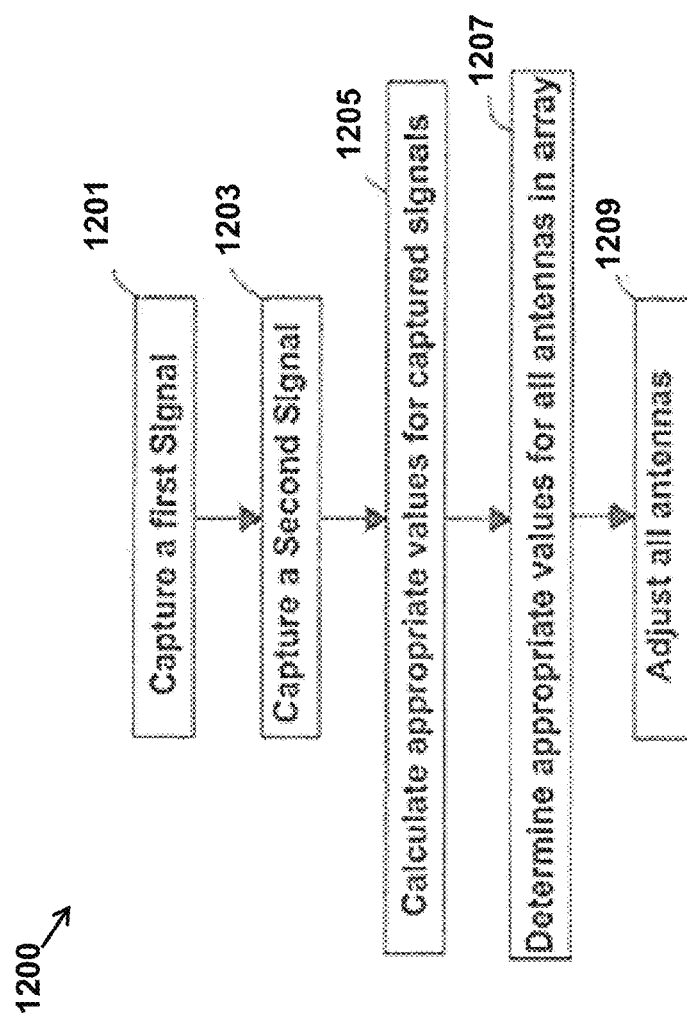 1200
1201
Capture a first Signal
1203
Capture a Second Signal
1205
Calculate appropriate values for captured signals
1207
Determine appropriate values for all antennas in array
1209
Adjust all antennas